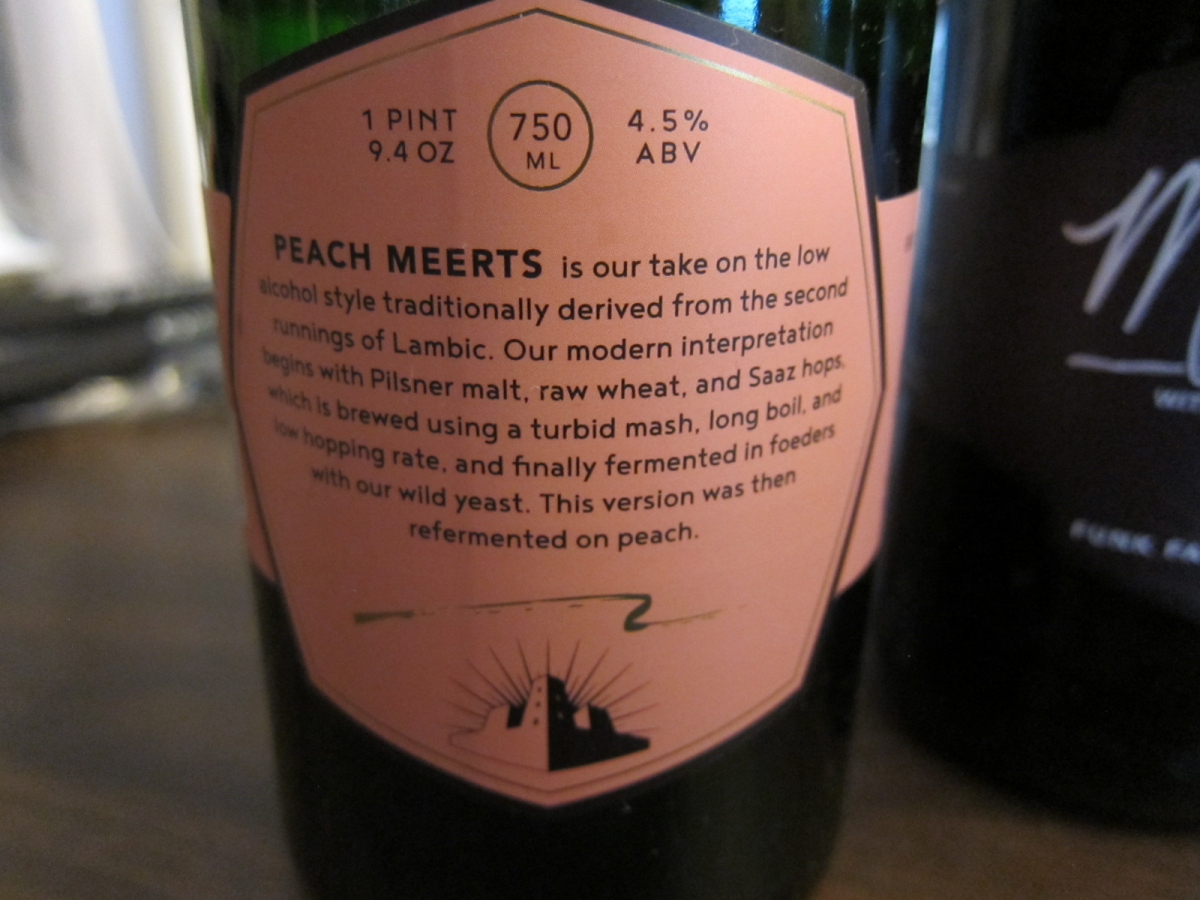 1 PINT 750 4.5%
9.4 OZ ML ABV
PEACH MEERTS is our take on the low
alcohol style traditionally derived from the second
runnings of Lambic. Our modern interpretation
begins with Pilsner malt, raw wheat, and Saaz hops,
which is brewed using a turbid mash, long boil, and
low hopping rate, and finally fermented in foeders
with our wild yeast. This version was then
refermented on peach.
FUNK